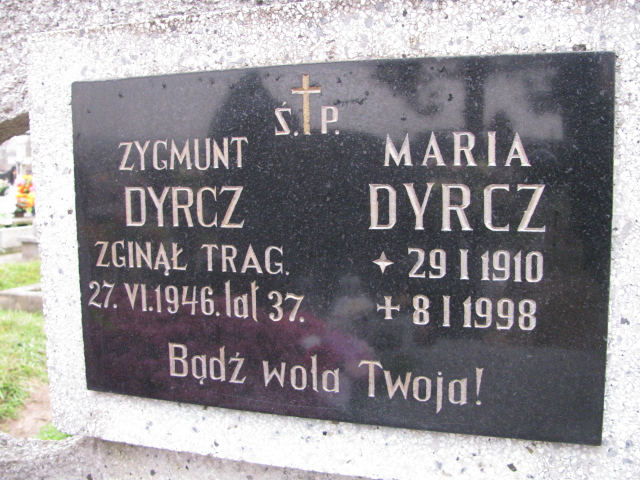 Ś. P.
ZYGMUNT
DYRCZ
ZGINĄŁ TRAG.
27. VI. 1946. lat 37.
MARIA
DYRCZ
29 I 1910
8 I 1998
Bądź wola Twoja!